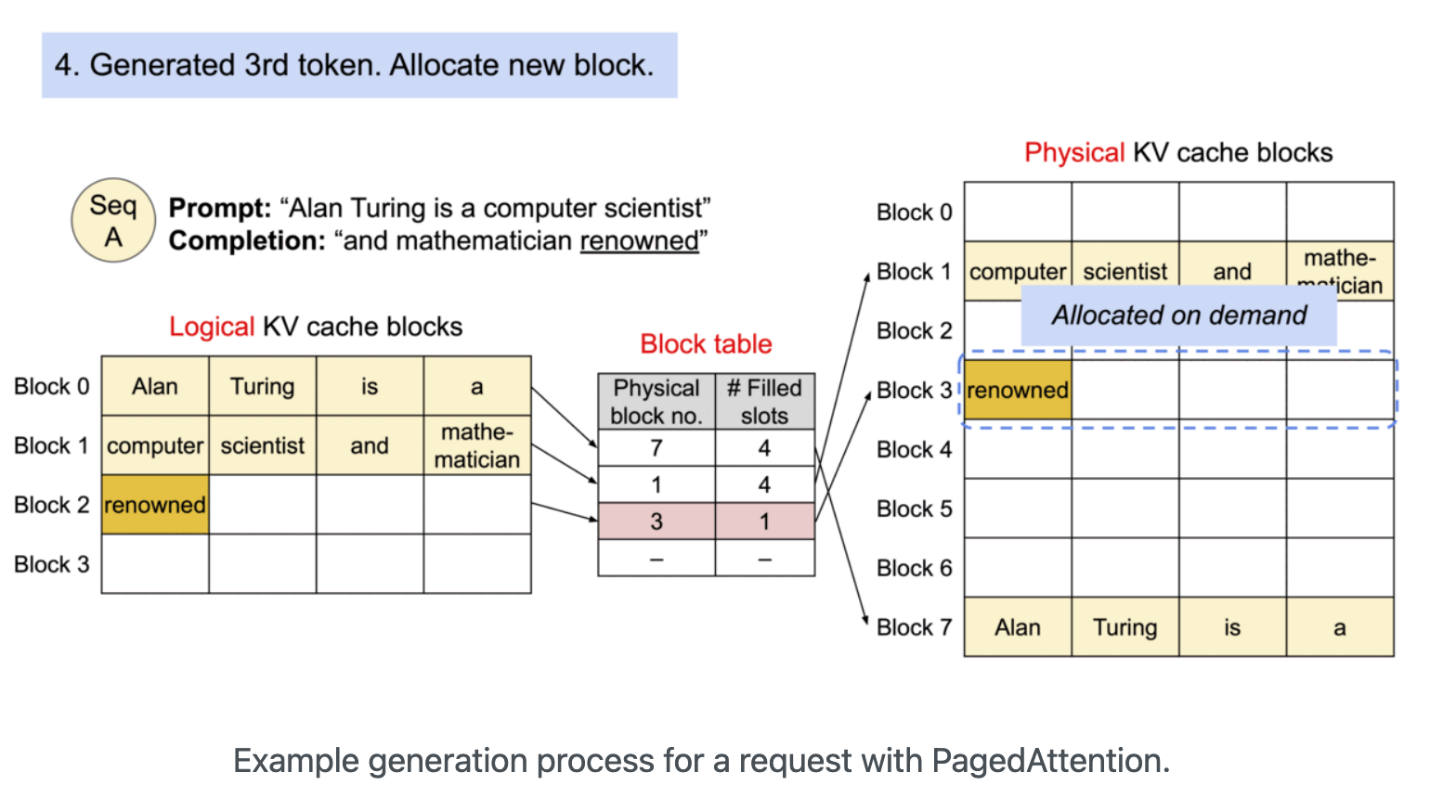 4. Generated 3rd token. Allocate new block.
Seq
A
Prompt: “Alan Turing is a computer scientist”
Completion: “and mathematician renowned”
Logical KV cache blocks
Block 0 Alan Turing is a
Block 1 computer scientist and mathe-
matician
Block 2 renowned
Block 3
Block table
Physical
block no. # Filled
slots
7 4
1 4
3 1
– –
Physical KV cache blocks
Block 0
Block 1 computer scientist and mathe-
matician
Allocated on demand
Block 2
Block 3 renowned
Block 4
Block 5
Block 6
Block 7 Alan Turing is a
Example generation process for a request with PagedAttention.